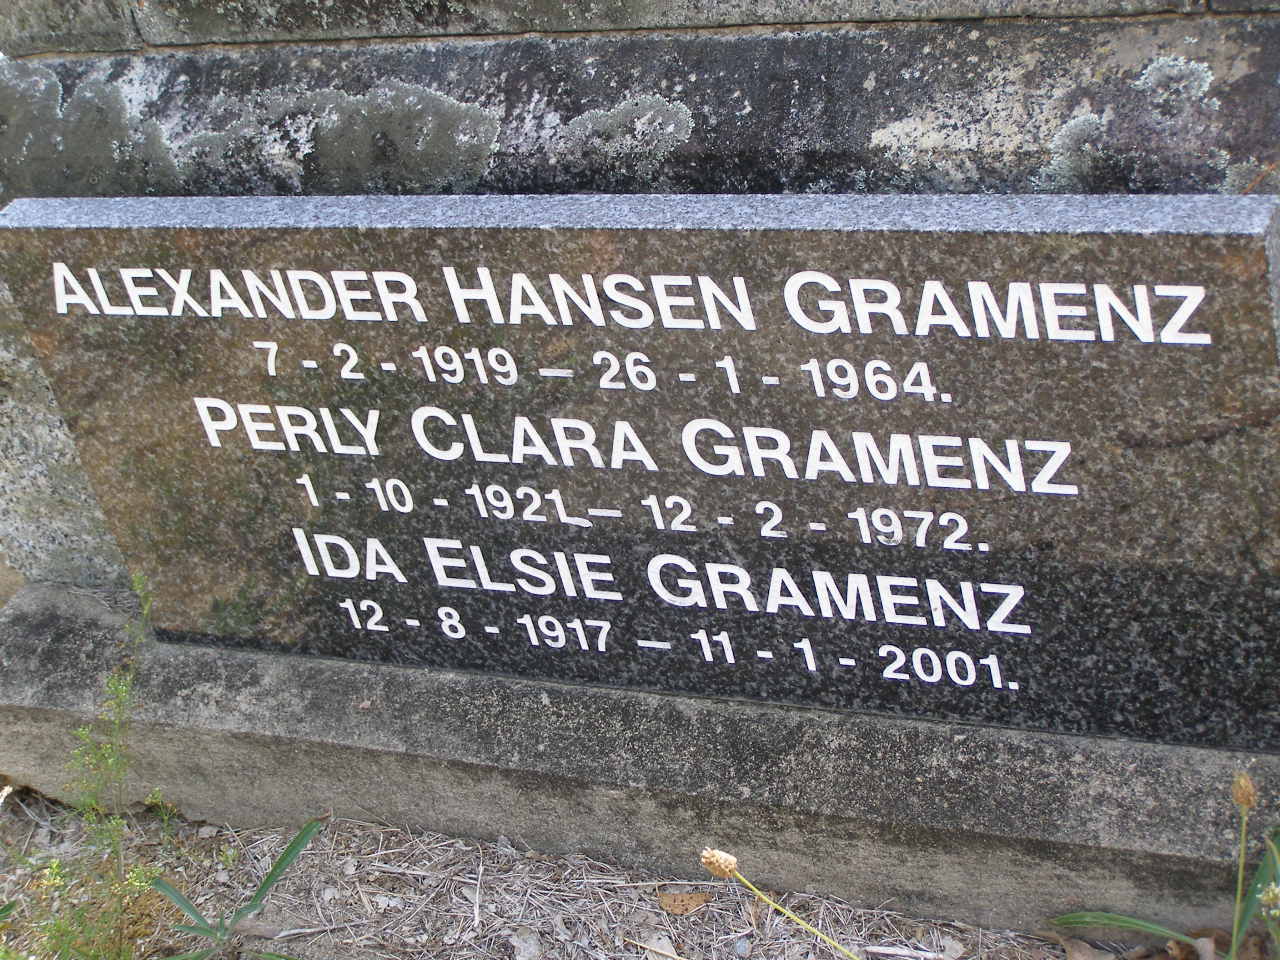 ALEXANDER HANSEN GRAMENZ
7 - 2 - 1919 — 26 - 1 - 1964.
PERLY CLARA GRAMENZ
1 - 10 - 1921 — 12 - 2 - 1972.
IDA ELSIE GRAMENZ
12 - 8 - 1917 — 11 - 1 - 2001.